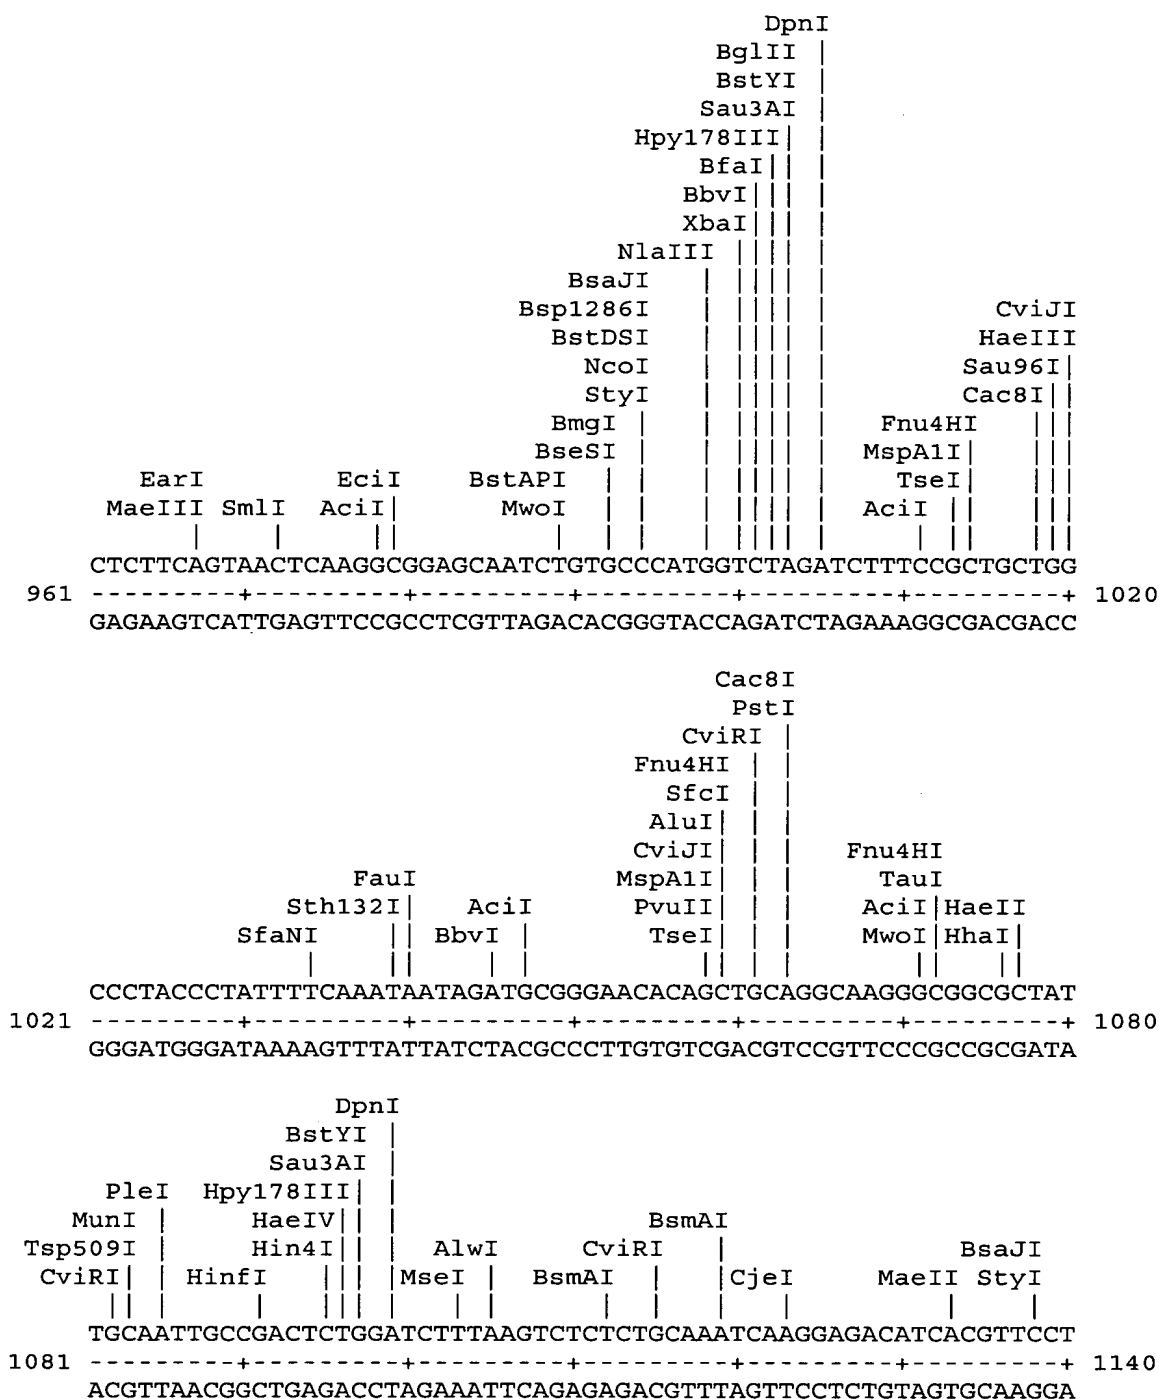 DpnI
BglII |
BstYI |
Sau3AI |
Hpy178III| |
BfaI|| |
BbvI||| |
XbaI||| |
NlaIII |||| |
BsaJI | |||| |
Bsp1286I | |||| | CviJI
BstDSI | |||| | HaeIII
NcoI | |||| | Sau96I|
StyI | |||| | Cac8I||
BmgI | | |||| | Fnu4HI |||
BseSI | | |||| | MspA1I| |||
EarI EciI BstAPI || | |||| | TseI| |||
MaeIII SmlI AciI| MwoI || | |||| | AciI || |||
CTCTTCAGTAACTCAAGGCGGAGCAATCTGTGCCCATGGTCTAGATCTTTCCGCTGCTGG
961 ---------+---------+---------+---------+---------+---------+ 1020
GAGAAGTCATTGAGTTCCGCCTCGTTAGACACGGGTACCAGATCTAGAAAGGCGACGACC
Cac8I
PstI
CviRI |
Fnu4HI | |
SfcI | |
AluI| | |
CviJI| | | Fnu4HI
FauI MspA1I| | | TauI
Sth132I| AciI PvuII| | | AciI|HaeII
SfaNI || BbvI | TseI| | | MwoI|HhaI|
CCCTACCCTATTTTCAAATAATAGATGCGGGAACACAGCTGCAGGCAAGGGCGGCGCTAT
1021 ---------+---------+---------+---------+---------+---------+ 1080
GGGATGGGATAAAAGTTTATTATCTACGCCCTTGTGTCGACGTCCGTTCCCGCCGCGATA
DpnI
BstYI |
Sau3AI |
PleI Hpy178III| |
MunI | HaeIV|| | BsmAI
Tsp509I | Hin4I|| | AlwI CviRI | BsaJI
CviRI| | HinfI ||| | MseI | BsmAI | |CjeI MaeII StyI
TGCAATTGCCGACTCTGGATCTTTAAGTCTCTCTGCAAATCAAGGAGACATCACGTTCCT
1081 ---------+---------+---------+---------+---------+---------+ 1140
ACGTTAACGGCTGAGACCTAGAAATTCAGAGAGACGTTTAGTTCCTCTGTAGTGCAAGGA